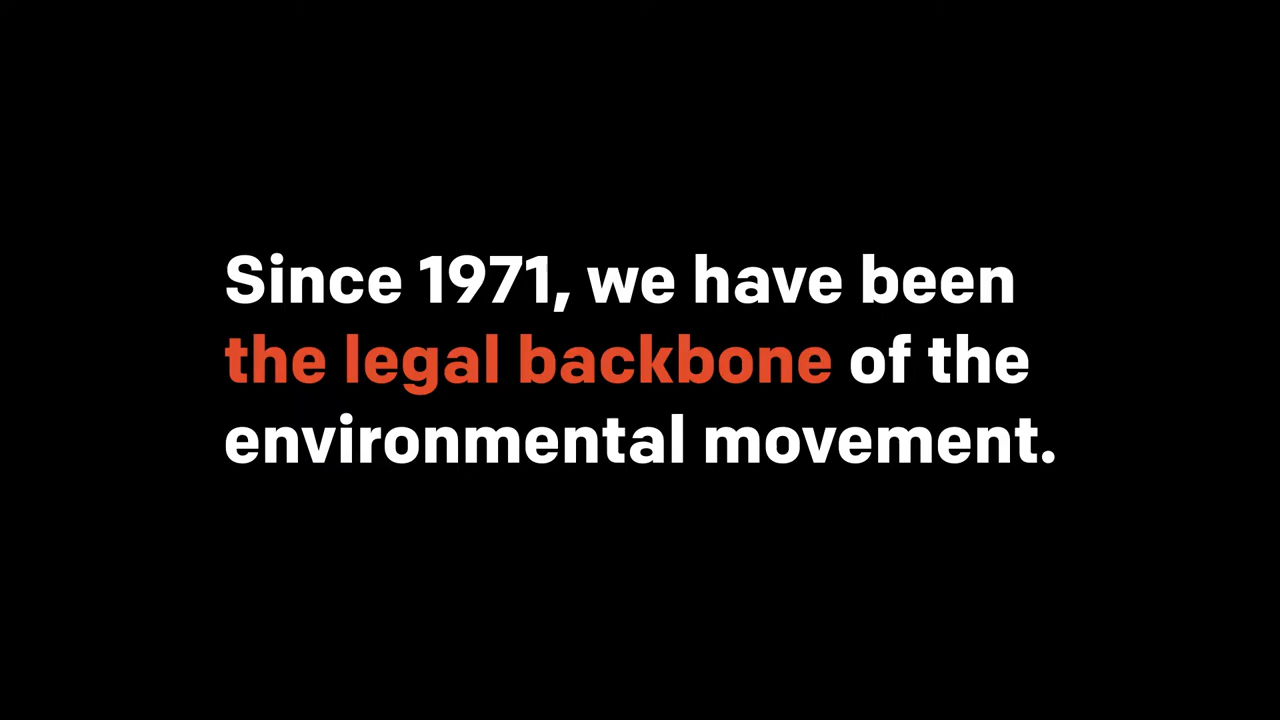 Since 1971, we have been
the legal backbone of the
environmental movement.